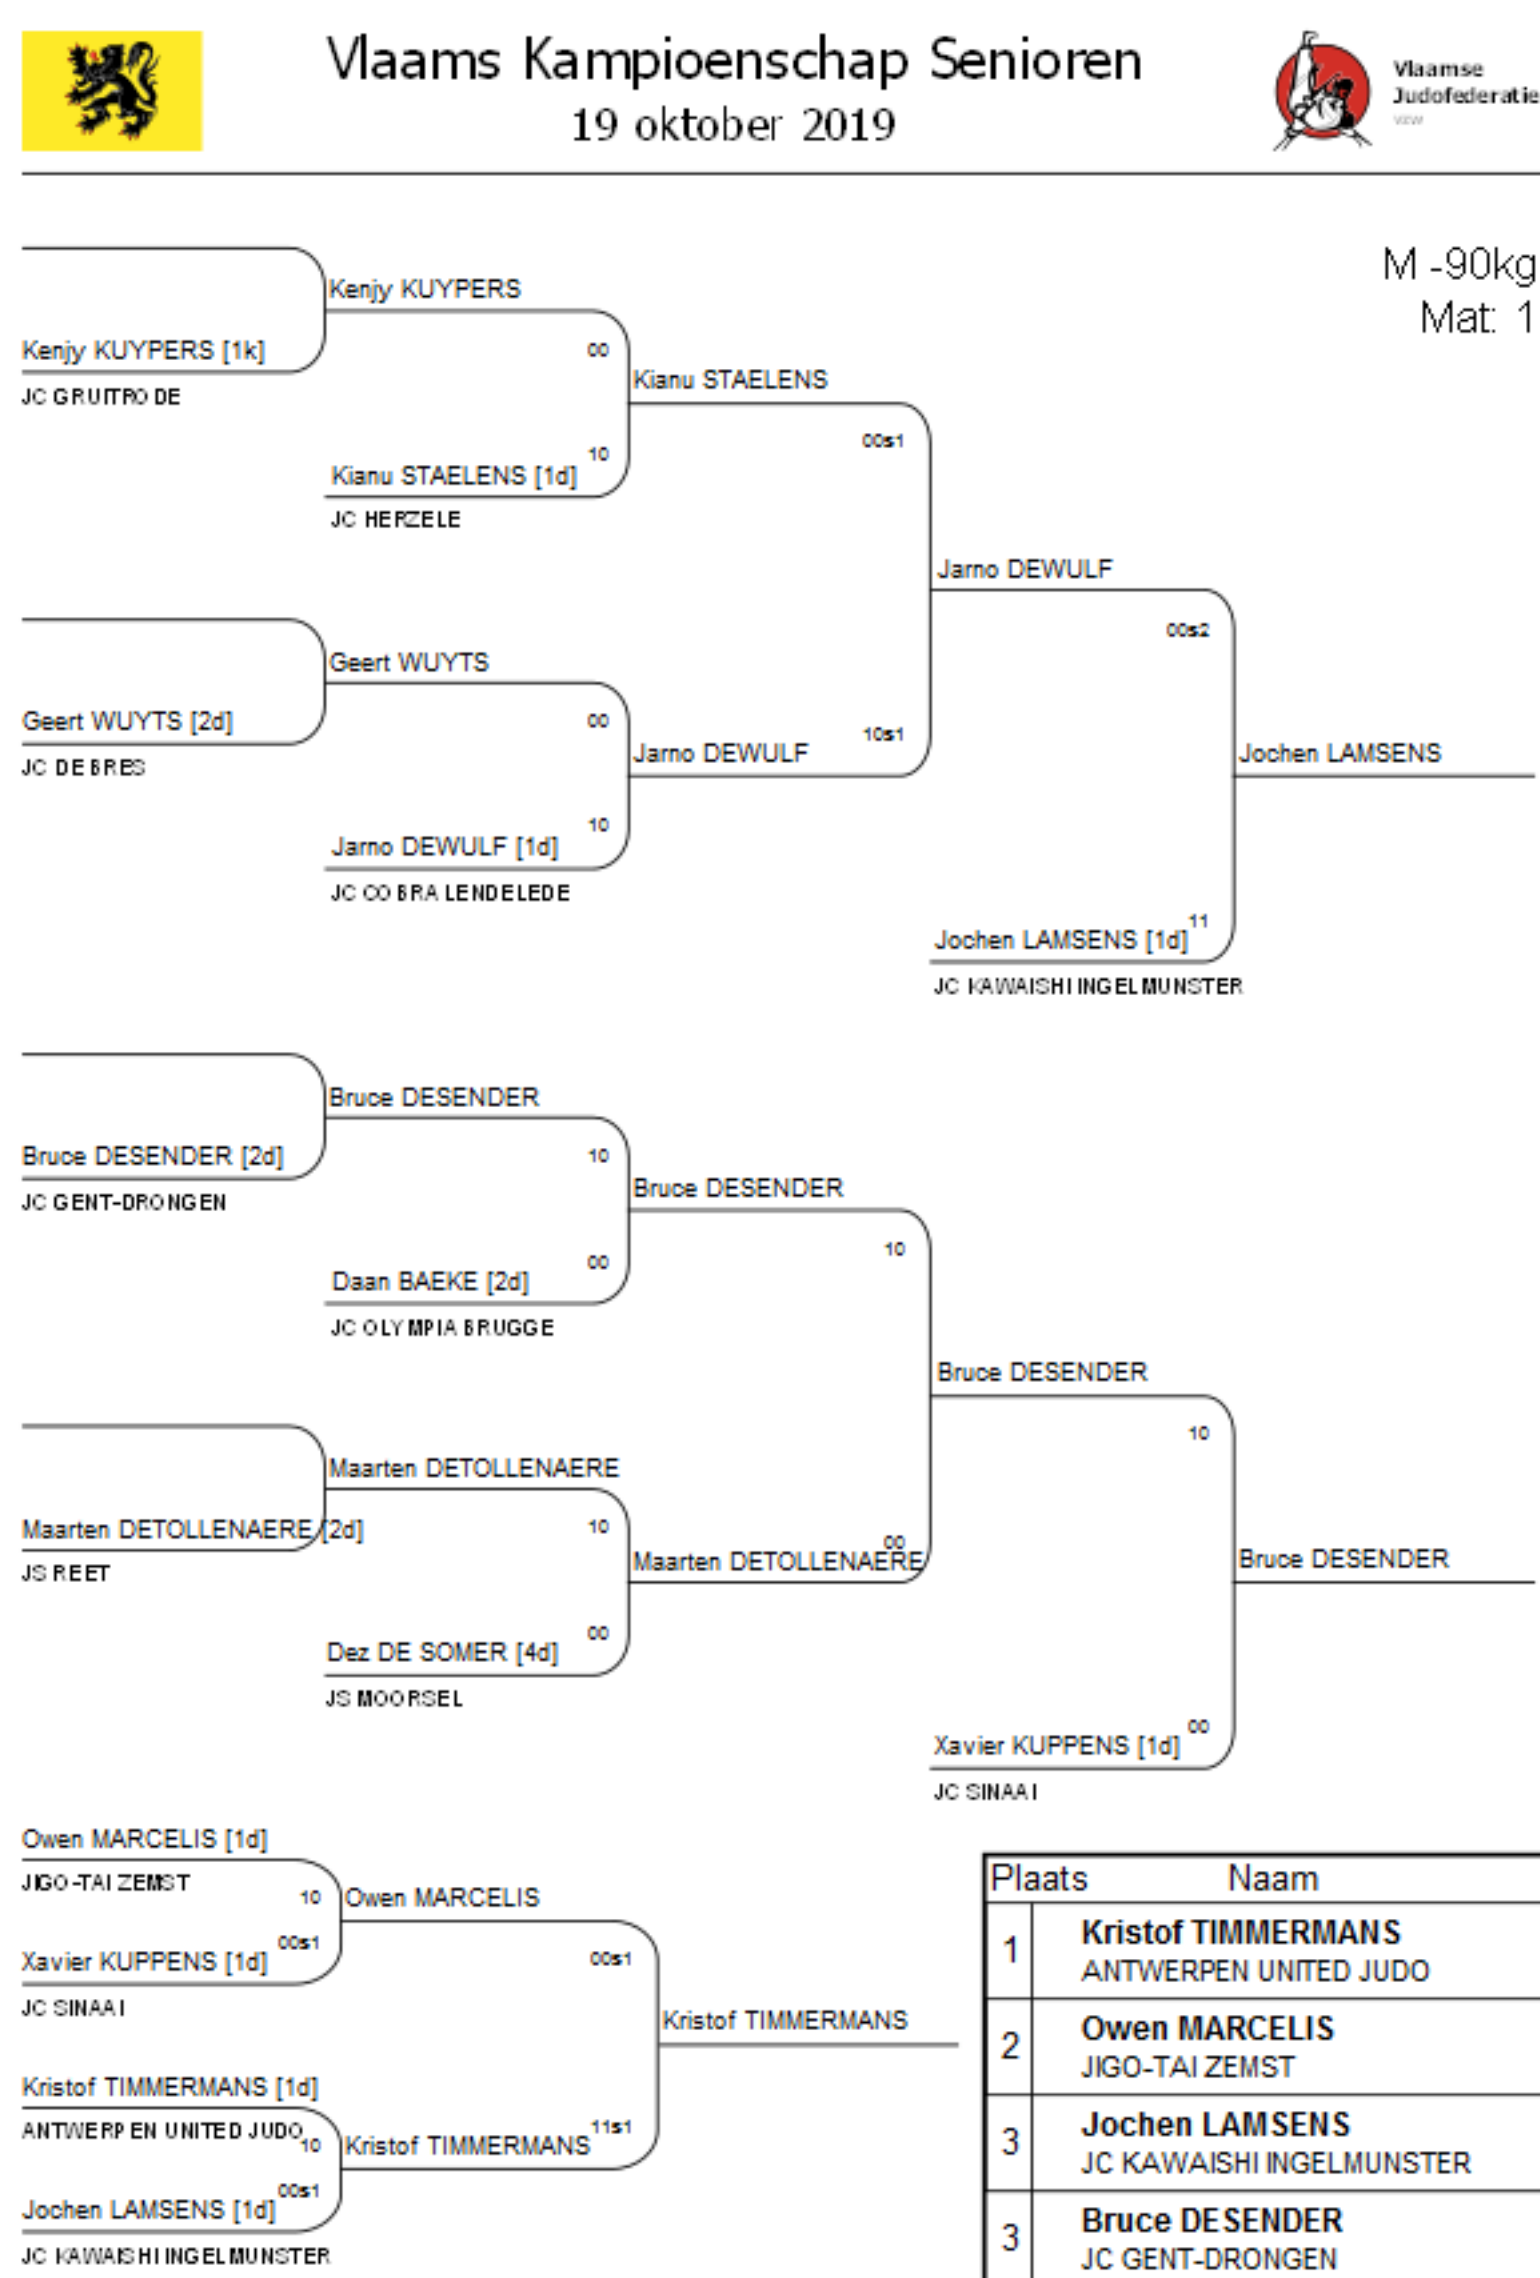 Vlaams Kampioenschap Senioren
19 oktober 2019
Vlaamse
Judofederatie
vzw
M -90kg
Mat: 1
Kenjy KUYPERS
Kenjy KUYPERS [1k]
JC GRUITRODE
00
Kianu STAELENS
10
Kianu STAELENS [1d]
JC HERZELE
00s1
Jarno DEWULF
Geert WUYTS
Geert WUYTS [2d]
JC DE BRES
00
Jarno DEWULF
10s1
10
Jarno DEWULF [1d]
JC COBRA LENDELEDE
00s2
Jochen LAMSENS
11
Jochen LAMSENS [1d]
JC KAWAISHI INGELMUNSTER
Bruce DESENDER
Bruce DESENDER [2d]
JC GENT-DRONGEN
10
Bruce DESENDER
00
Daan BAEKE [2d]
JC OLYMPIA BRUGGE
10
Bruce DESENDER
Maarten DETOLLENAERE
Maarten DETOLLENAERE [2d]
JS REET
10
Maarten DETOLLENAERE
00
00
Dez DE SOMER [4d]
JS MOORSEL
10
Bruce DESENDER
00
Xavier KUPPENS [1d]
JC SINAAI
Owen MARCELIS [1d]
JIGO-TAI ZEMST
10
Owen MARCELIS
00s1
Xavier KUPPENS [1d]
JC SINAAI
00s1
Kristof TIMMERMANS
Kristof TIMMERMANS [1d]
ANTWERPEN UNITED JUDO
10
Kristof TIMMERMANS
11s1
00s1
Jochen LAMSENS [1d]
JC KAWAISHI INGELMUNSTER
Plaats Naam
1 Kristof TIMMERMANS
ANTWERPEN UNITED JUDO
2 Owen MARCELIS
JIGO-TAI ZEMST
3 Jochen LAMSENS
JC KAWAISHI INGELMUNSTER
3 Bruce DESENDER
JC GENT-DRONGEN